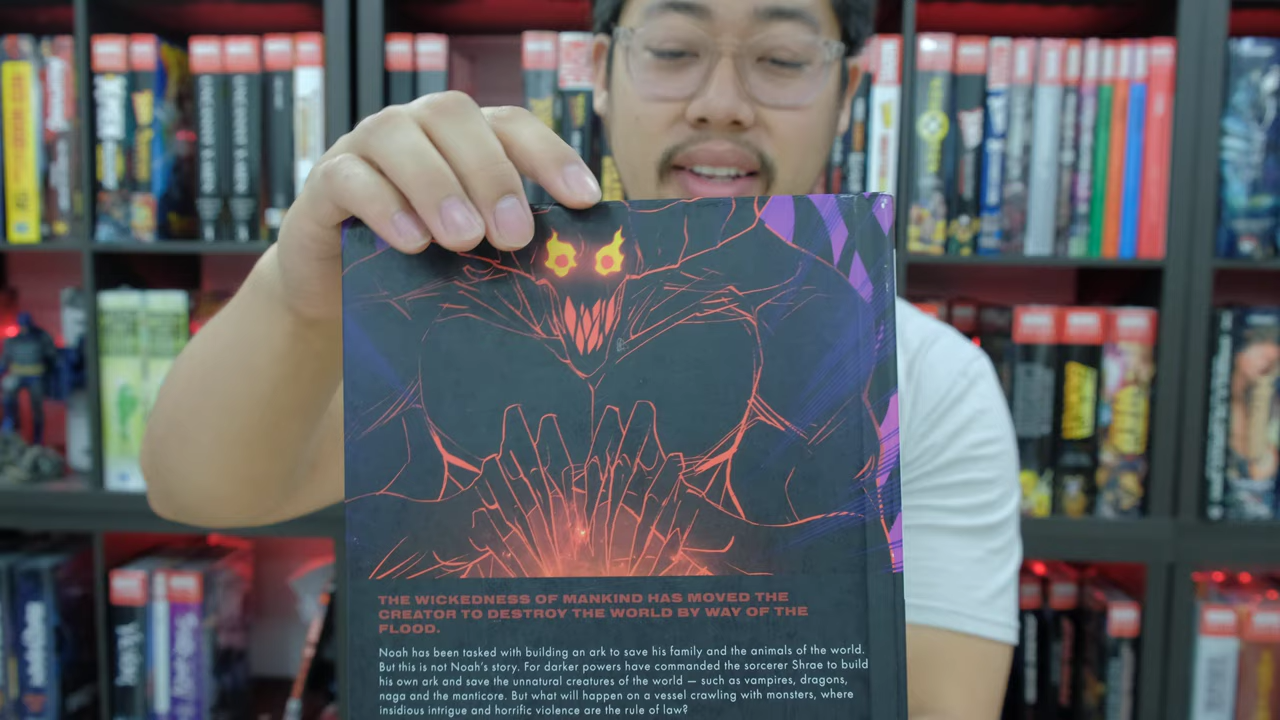 THE WICKEDNESS OF MANKIND HAS MOVED THE
CREATOR TO DESTROY THE WORLD BY WAY OF THE
FLOOD.
Noah has been tasked with building an ark to save his family and the animals of the world.
But this is not Noah's story. For darker powers have commanded the sorcerer Shrae to build
his own ark and save the unnatural creatures of the world — such as vampires, dragons,
naga and the manticore. But what will happen on a vessel crawling with monsters, where
insidious intrigue and horrific violence are the rule of law?